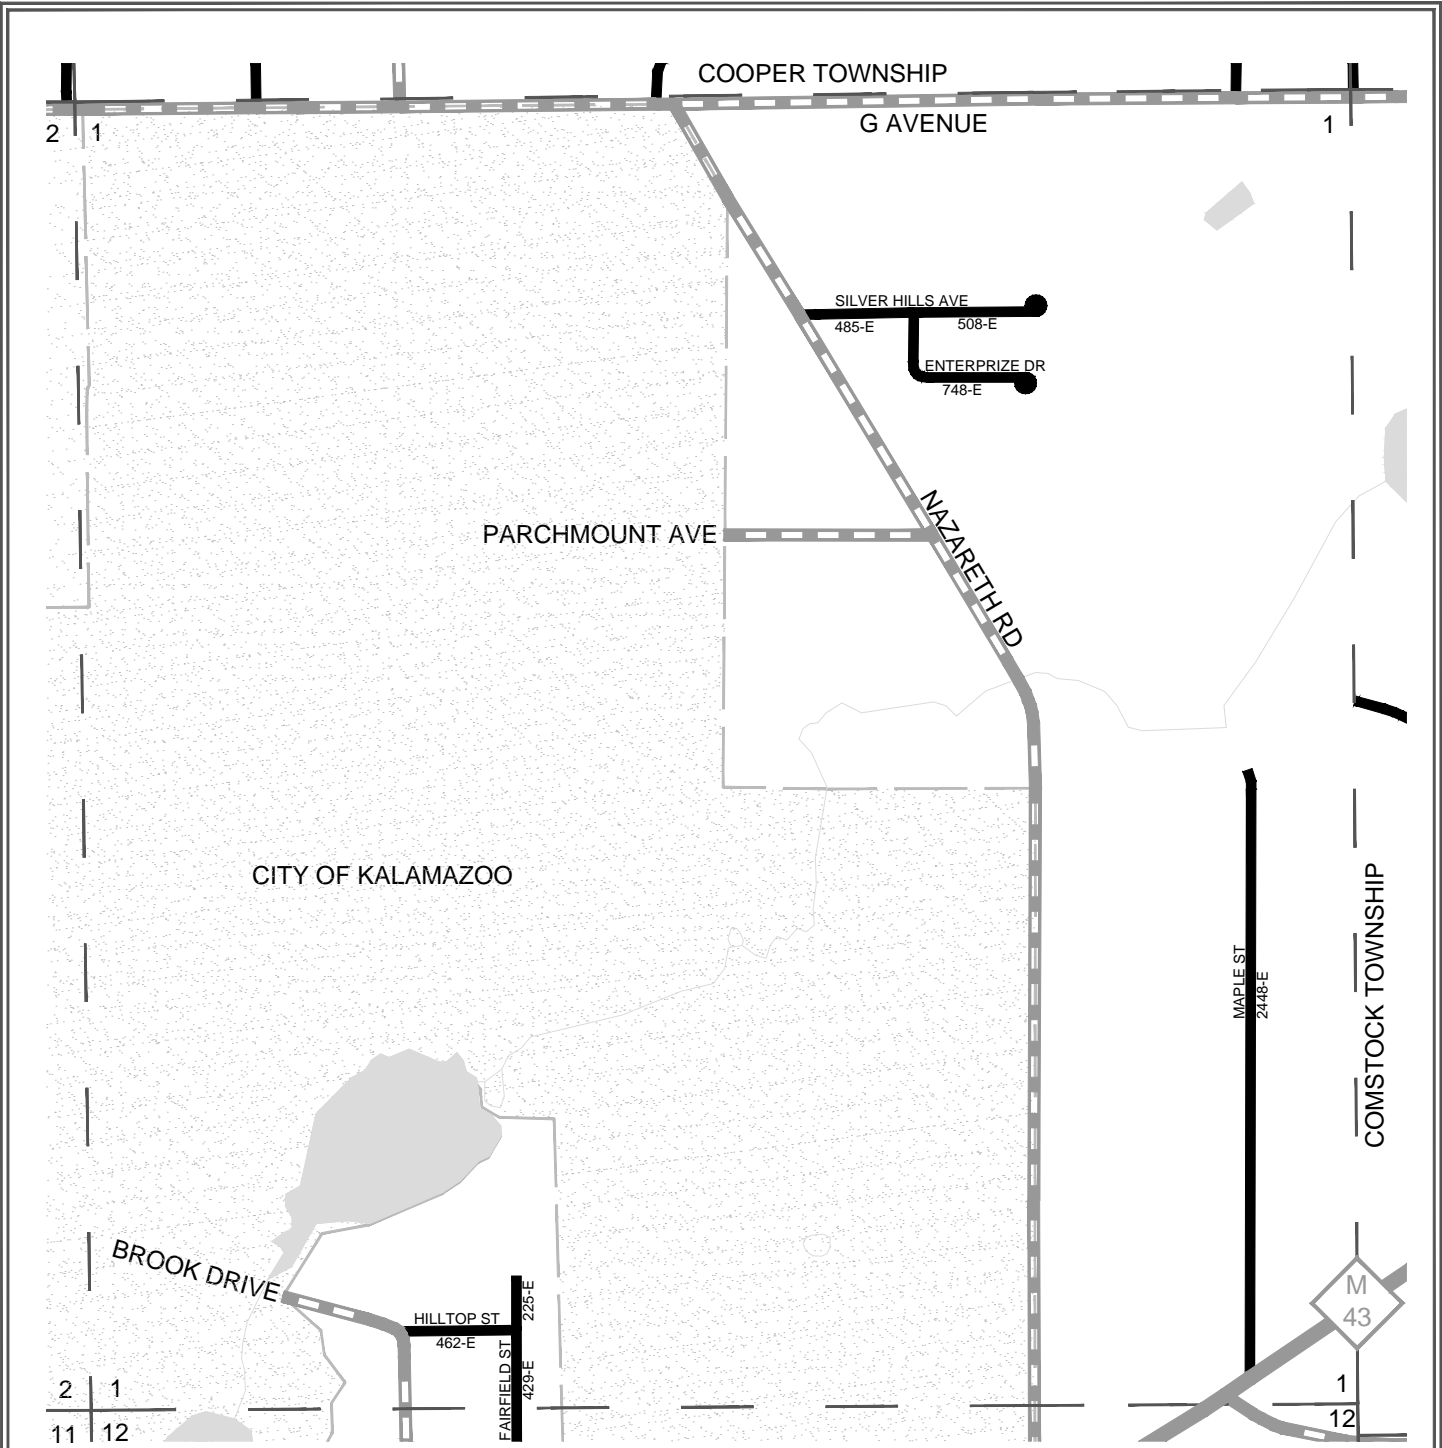 COOPER TOWNSHIP
G AVENUE
2 1
1
SILVER HILLS AVE
485-E 508-E
ENTERPRIZE DR
748-E
NAZARETH RD
PARCHMOUNT AVE
CITY OF KALAMAZOO
COMSTOCK TOWNSHIP
MAPLE ST
2448-E
BROOK DRIVE
HILLTOP ST
462-E
225-E
FAIRFIELD ST
429-E
M
43
2 1
11 12
1
12